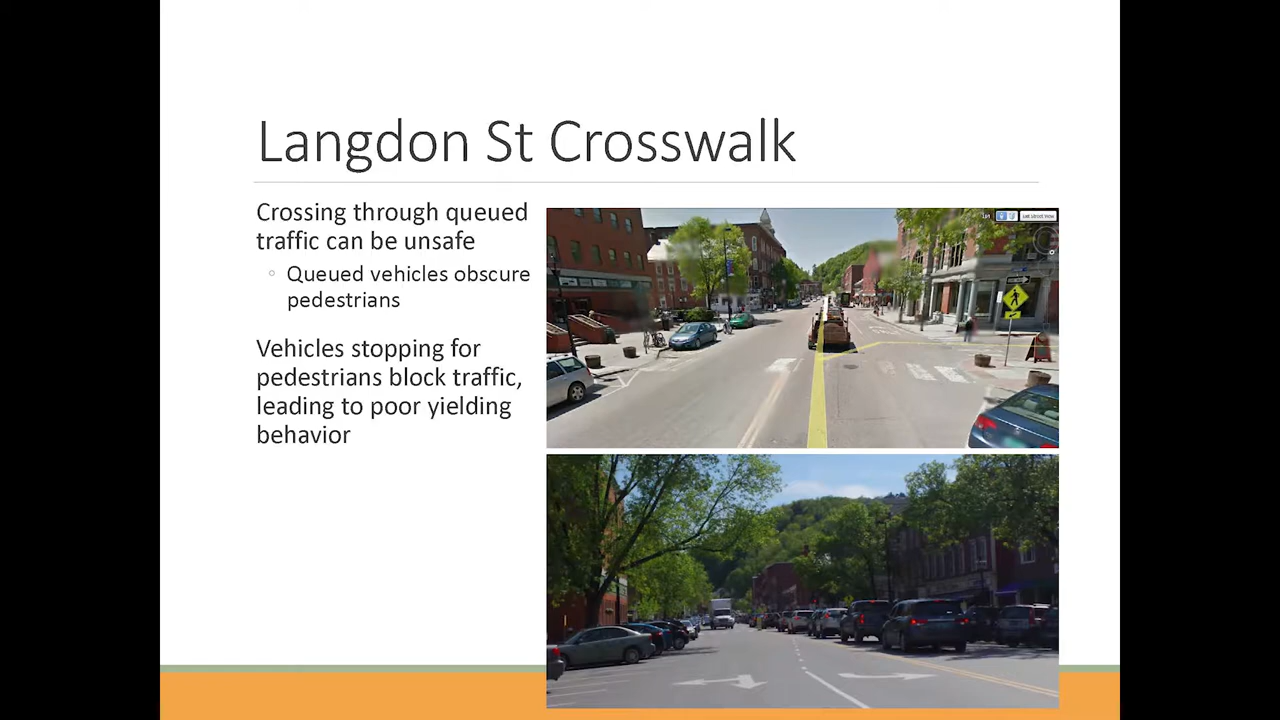 Langdon St Crosswalk
Crossing through queued
traffic can be unsafe
Queued vehicles obscure
pedestrians
Vehicles stopping for
pedestrians block traffic,
leading to poor yielding
behavior